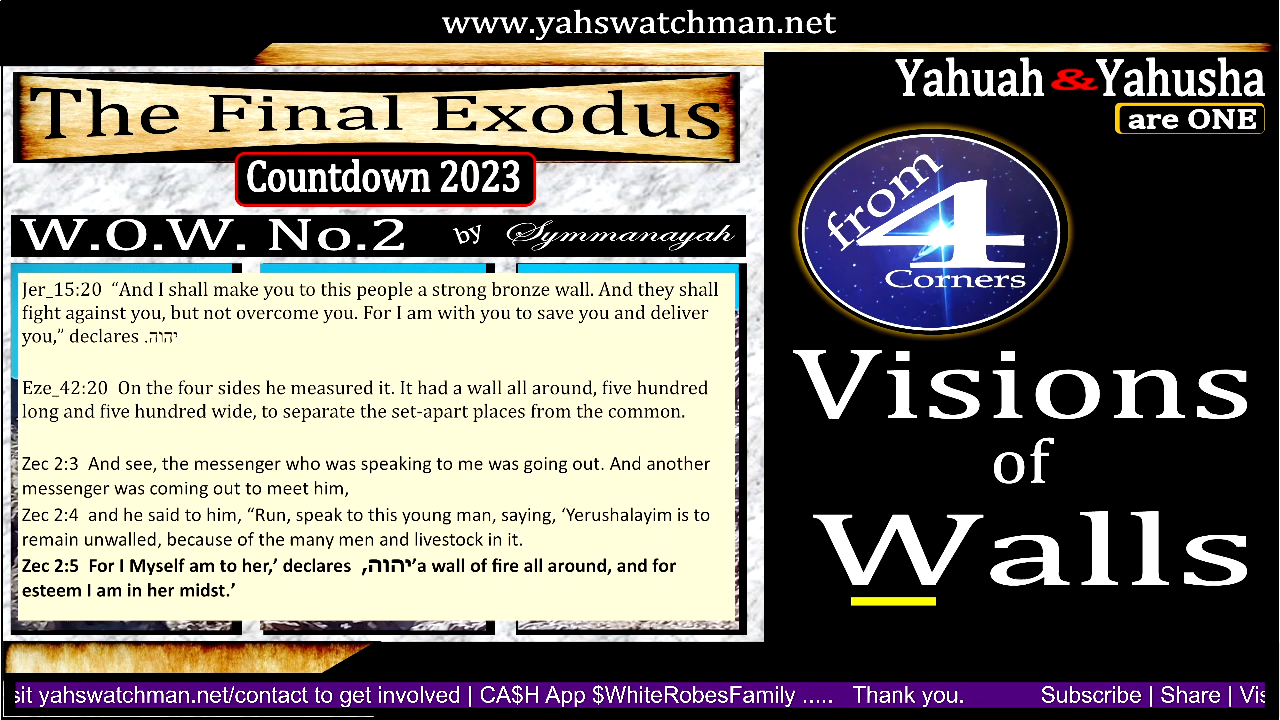 www.yahswatchman.net
The Final Exodus
Countdown 2023
W.O.W. No.2 by Symmanayah
Jer_15:20 “And I shall make you to this people a strong bronze wall. And they shall
fight against you, but not overcome you. For I am with you to save you and deliver
you,” declares יהוה.
Eze_42:20 On the four sides he measured it. It had a wall all around, five hundred
long and five hundred wide, to separate the set-apart places from the common.
Zec 2:3 And see, the messenger who was speaking to me was going out. And another
messenger was coming out to meet him,
Zec 2:4 and he said to him, “Run, speak to this young man, saying, ‘Yerushalayim is to
remain unwalled, because of the many men and livestock in it.
Zec 2:5 For I Myself am to her,’ declares יהוה, ‘a wall of fire all around, and for
esteem I am in her midst.’
Yahuah & Yahusha
are ONE
from
4
Corners
Visions
of
Walls
sit yahswatchman.net/contact to get involved | CA$H App $WhiteRobesFamily ..... Thank you. Subscribe | Share | Vis